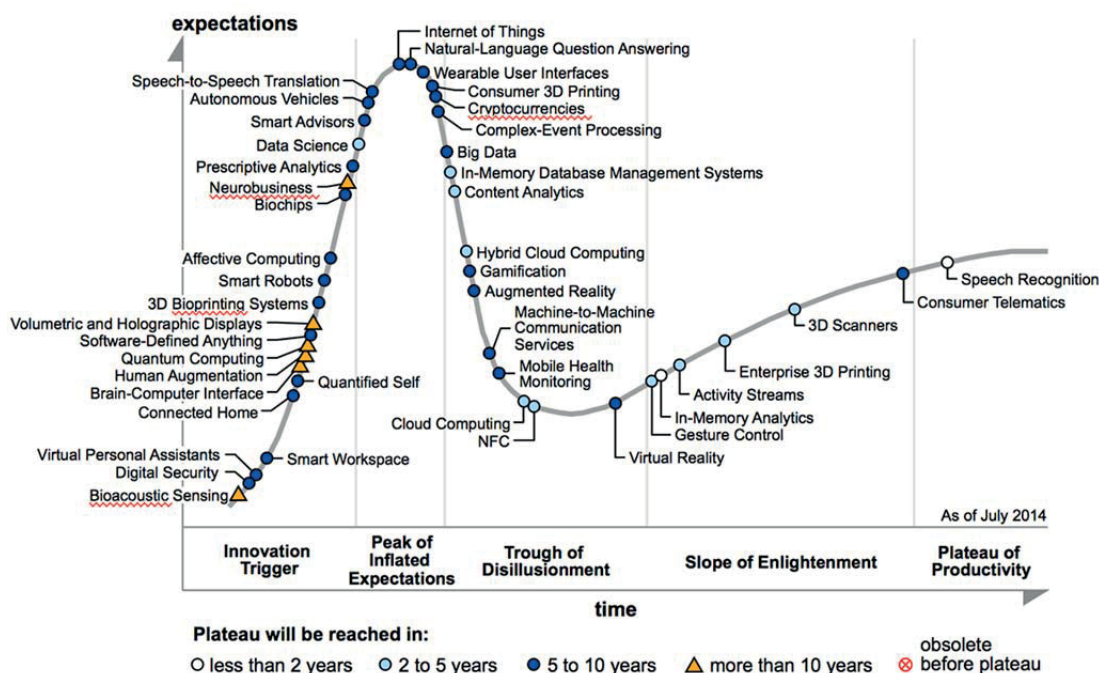 expectations
Internet of Things
Natural-Language Question Answering
Wearable User Interfaces
Consumer 3D Printing
Cryptocurrencies
Complex-Event Processing
Speech-to-Speech Translation
Autonomous Vehicles
Smart Advisors
Data Science
Prescriptive Analytics
Neurobusiness
Biochips
Big Data
In-Memory Database Management Systems
Content Analytics
Affective Computing
Smart Robots
3D Bioprinting Systems
Volumetric and Holographic Displays
Software-Defined Anything
Quantum Computing
Human Augmentation
Brain-Computer Interface
Quantified Self
Connected Home
Hybrid Cloud Computing
Gamification
Augmented Reality
Machine-to-Machine
Communication
Services
Mobile Health
Monitoring
Cloud Computing
NFC
Virtual Personal Assistants
Smart Workspace
Digital Security
Bioacoustic Sensing
Speech Recognition
Consumer Telematics
3D Scanners
Enterprise 3D Printing
Activity Streams
In-Memory Analytics
Gesture Control
Virtual Reality
As of July 2014
Innovation
Trigger
Peak of
Inflated
Expectations
Trough of
Disillusionment
Slope of Enlightenment
Plateau of
Productivity
time
Plateau will be reached in:
less than 2 years
2 to 5 years
5 to 10 years
more than 10 years
obsolete
before plateau